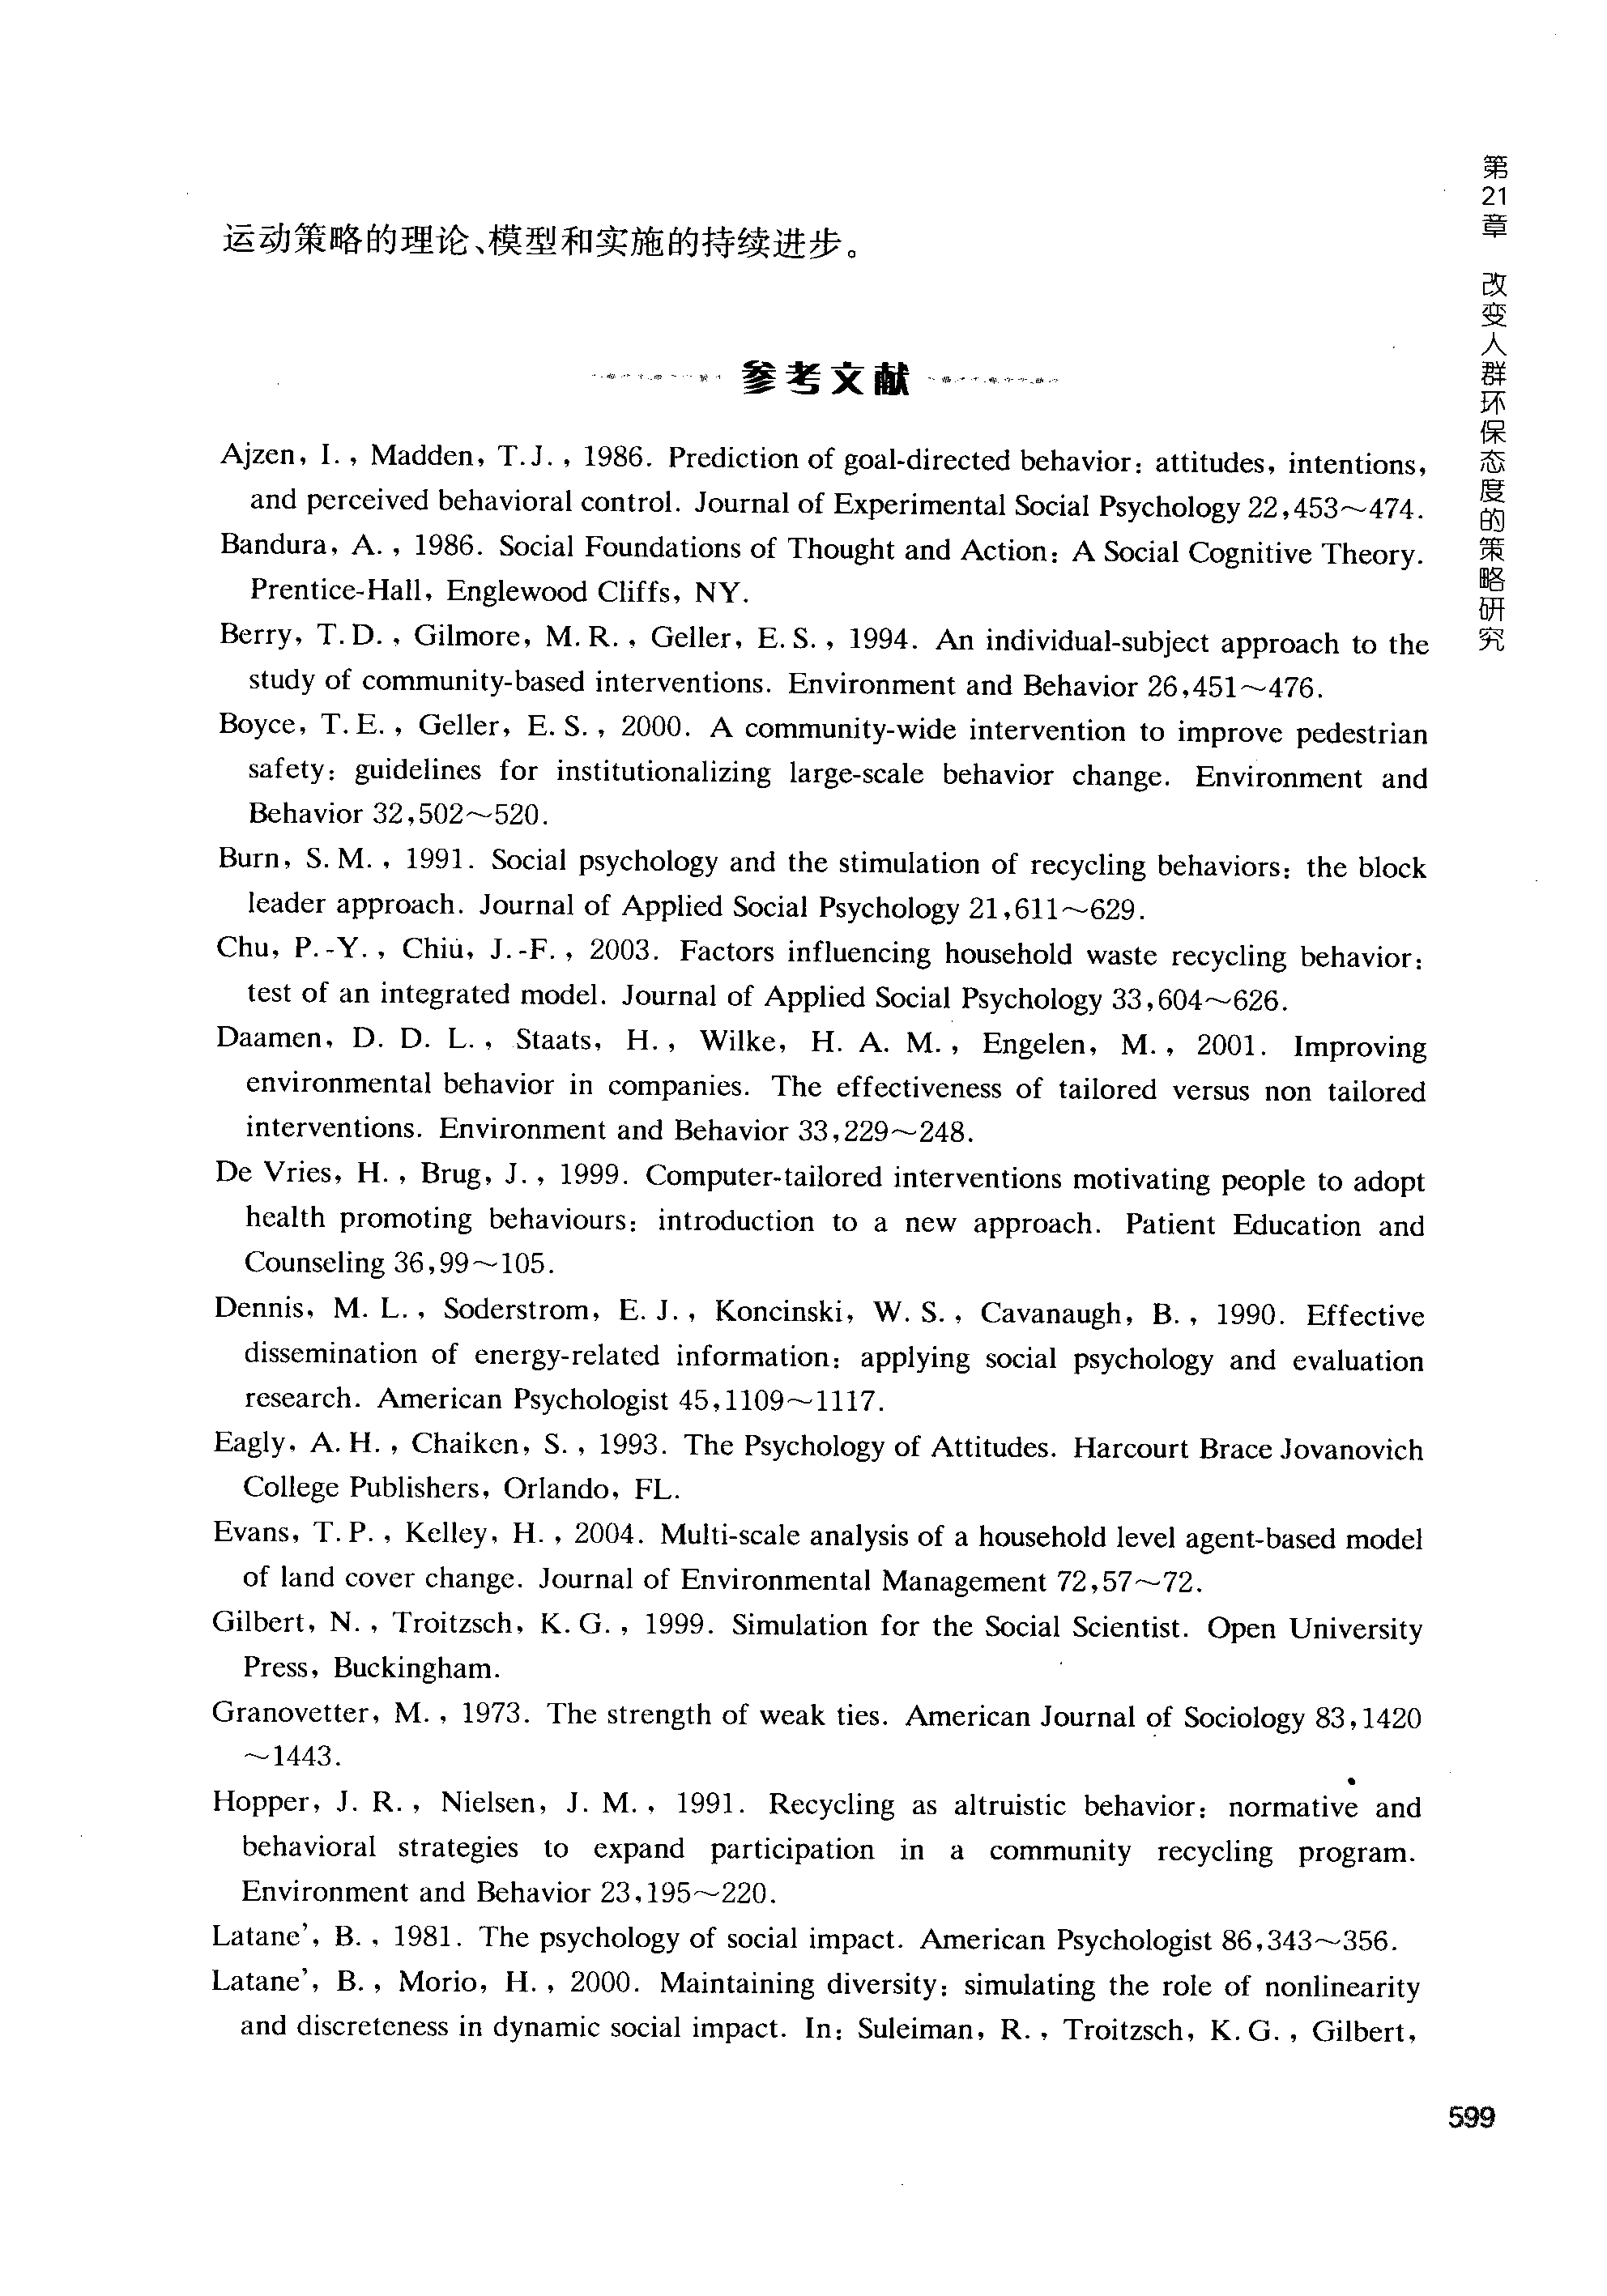 第21章 改变人群环保态度的策略研究
运动策略的理论、模型和实施的持续进步。
参考文献
Ajzen, I., Madden, T.J., 1986. Prediction of goal-directed behavior: attitudes, intentions,
and perceived behavioral control. Journal of Experimental Social Psychology 22,453～474.
Bandura, A., 1986. Social Foundations of Thought and Action: A Social Cognitive Theory.
Prentice-Hall, Englewood Cliffs, NY.
Berry, T.D., Gilmore, M.R., Geller, E.S., 1994. An individual-subject approach to the
study of community-based interventions. Environment and Behavior 26,451～476.
Boyce, T.E., Geller, E.S., 2000. A community-wide intervention to improve pedestrian
safety: guidelines for institutionalizing large-scale behavior change. Environment and
Behavior 32,502～520.
Burn, S.M., 1991. Social psychology and the stimulation of recycling behaviors: the block
leader approach. Journal of Applied Social Psychology 21,611～629.
Chu, P.-Y., Chiu, J.-F., 2003. Factors influencing household waste recycling behavior:
test of an integrated model. Journal of Applied Social Psychology 33,604～626.
Daamen, D. D. L., Staats, H., Wilke, H. A. M., Engelen, M., 2001. Improving
environmental behavior in companies. The effectiveness of tailored versus non tailored
interventions. Environment and Behavior 33,229～248.
De Vries, H., Brug, J., 1999. Computer-tailored interventions motivating people to adopt
health promoting behaviours: introduction to a new approach. Patient Education and
Counseling 36,99～105.
Dennis, M. L., Soderstrom, E. J., Koncinski, W. S., Cavanaugh, B., 1990. Effective
dissemination of energy-related information: applying social psychology and evaluation
research. American Psychologist 45,1109～1117.
Eagly, A. H., Chaiken, S., 1993. The Psychology of Attitudes. Harcourt Brace Jovanovich
College Publishers, Orlando, FL.
Evans, T.P., Kelley, H., 2004. Multi-scale analysis of a household level agent-based model
of land cover change. Journal of Environmental Management 72,57～72.
Gilbert, N., Troitzsch, K.G., 1999. Simulation for the Social Scientist. Open University
Press, Buckingham.
Granovetter, M., 1973. The strength of weak ties. American Journal of Sociology 83,1420
～1443.
Hopper, J. R., Nielsen, J. M., 1991. Recycling as altruistic behavior: normative and
behavioral strategies to expand participation in a community recycling program.
Environment and Behavior 23,195～220.
Latane', B., 1981. The psychology of social impact. American Psychologist 86,343～356.
Latane', B., Morio, H., 2000. Maintaining diversity: simulating the role of nonlinearity
and discreteness in dynamic social impact. In: Suleiman, R., Troitzsch, K.G., Gilbert,
599